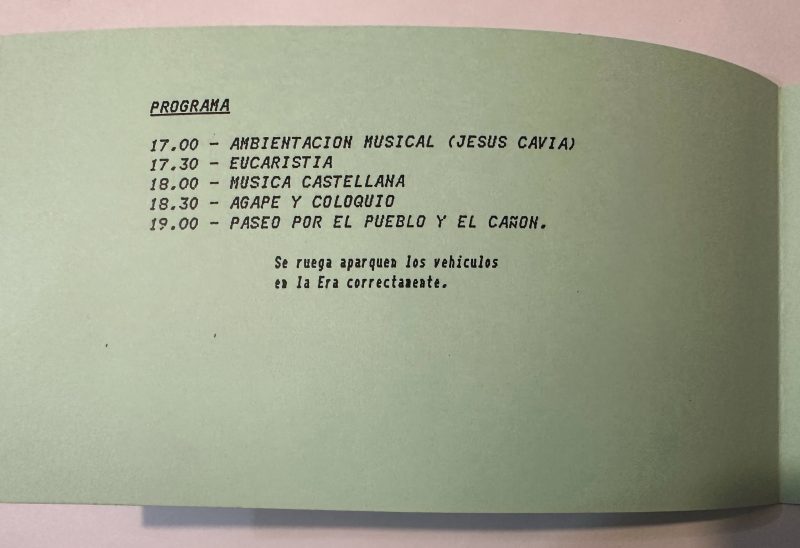 PROGRAMA
17.00 - AMBIENTACION MUSICAL (JESUS CAVIA)
17.30 - EUCARISTIA
18.00 - MUSICA CASTELLANA
18.30 - AGAPE Y COLOQUIO
19.00 - PASEO POR EL PUEBLO Y EL CAÑON.
Se ruega aparquen los vehiculos
en la Era correctamente.